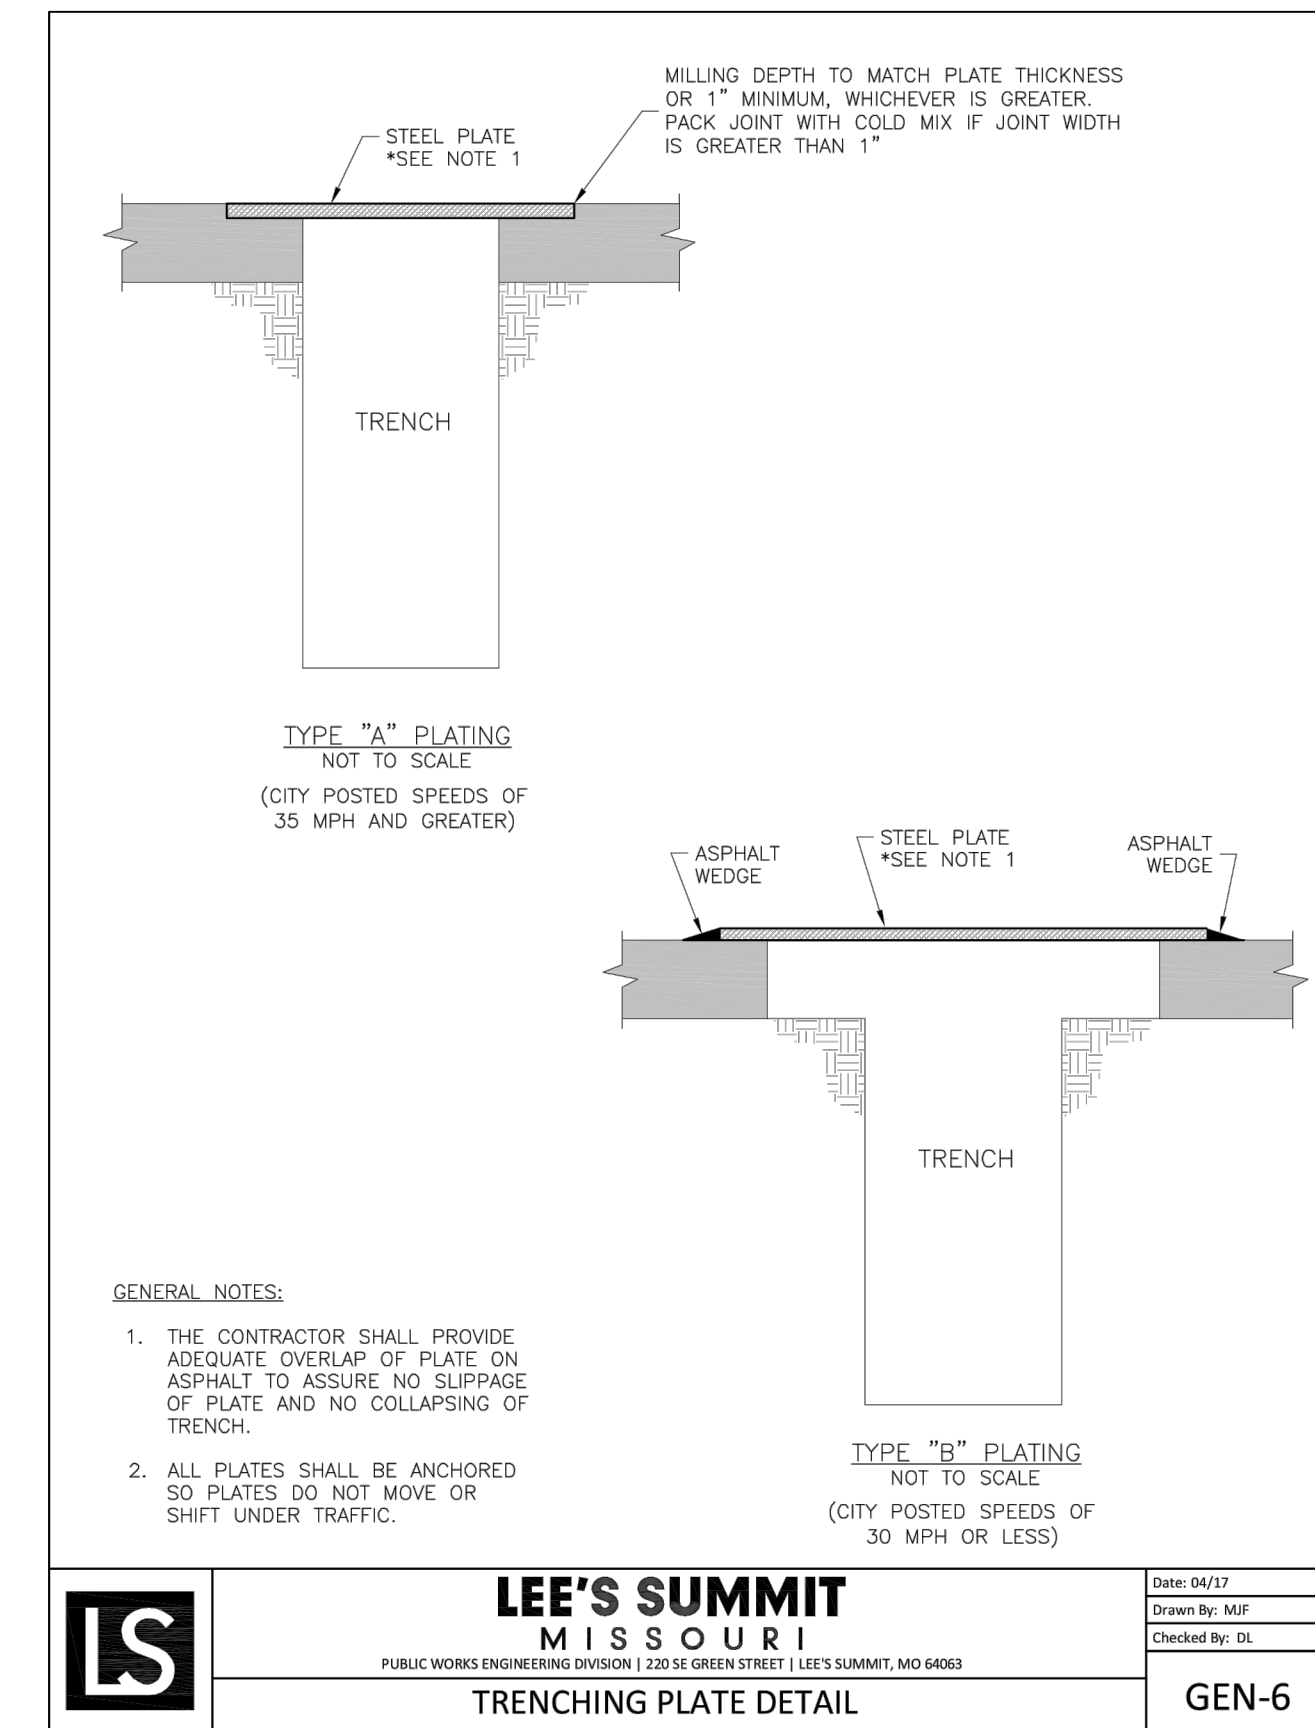 MILLING DEPTH TO MATCH PLATE THICKNESS
OR 1" MINIMUM, WHICHEVER IS GREATER.
PACK JOINT WITH COLD MIX IF JOINT WIDTH
IS GREATER THAN 1"
STEEL PLATE
*SEE NOTE 1
TRENCH
TYPE "A" PLATING
NOT TO SCALE
(CITY POSTED SPEEDS OF
35 MPH AND GREATER)
ASPHALT
WEDGE
STEEL PLATE
*SEE NOTE 1
ASPHALT
WEDGE
TRENCH
TYPE "B" PLATING
NOT TO SCALE
(CITY POSTED SPEEDS OF
30 MPH OR LESS)
GENERAL NOTES:
1. THE CONTRACTOR SHALL PROVIDE
ADEQUATE OVERLAP OF PLATE ON
ASPHALT TO ASSURE NO SLIPPAGE
OF PLATE AND NO COLLAPSING OF
TRENCH.
2. ALL PLATES SHALL BE ANCHORED
SO PLATES DO NOT MOVE OR
SHIFT UNDER TRAFFIC.
LS
LEE'S SUMMIT
MISSOURI
PUBLIC WORKS ENGINEERING DIVISION | 220 SE GREEN STREET | LEE'S SUMMIT, MO 64063
TRENCHING PLATE DETAIL
Date: 04/17
Drawn By: MJF
Checked By: DL
GEN-6